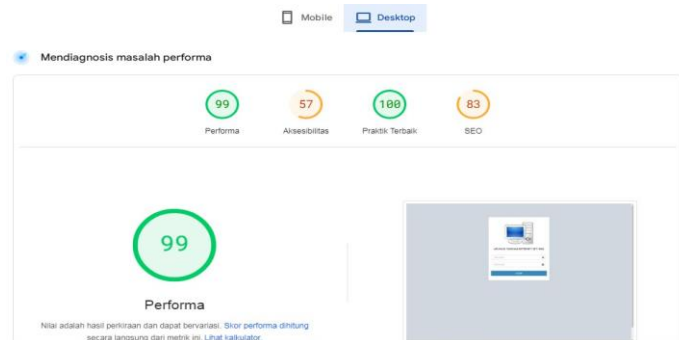 Mobile
Desktop
Mendiagnosis masalah performa
99
57
100
83
Performa
Aksesibilitas
Praktik Terbaik
SEO
99
Performa
Nilai adalah hasil perkiraan dan dapat bervariasi. Skor performa dihitung
secara langsung dari metrik ini. Lihat kalkulator.